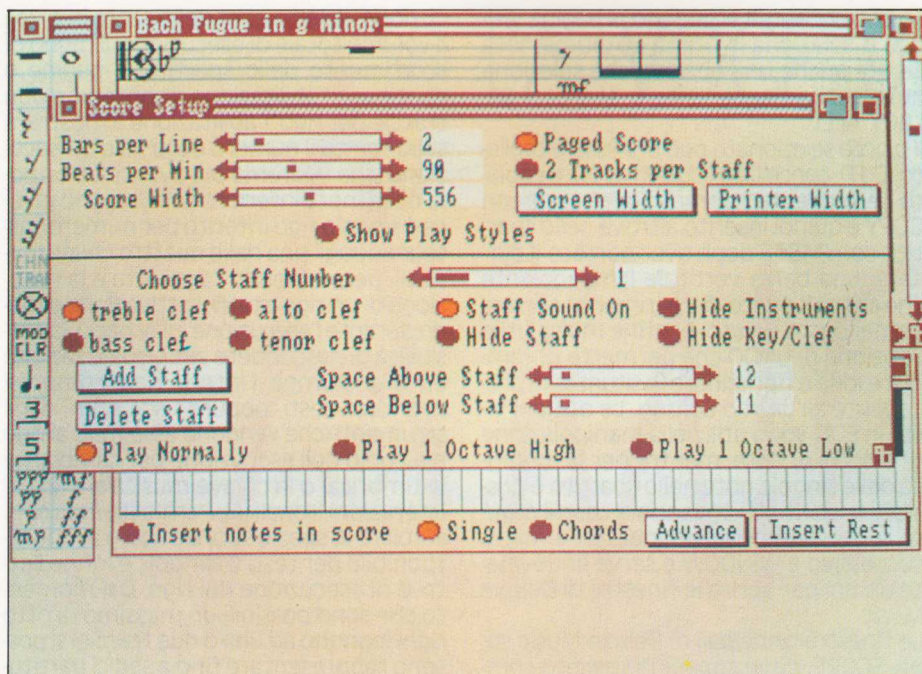 Bach Fugue in g minor
mf
Score Setup
Bars per Line 2
Beats per Min 90
Score Width 556
Paged Score
2 Tracks per Staff
Screen Width Printer Width
Show Play Styles
CHN
TRAN
Choose Staff Number 1
treble clef alto clef Staff Sound On Hide Instruments
MOD
CLR
bass clef tenor clef Hide Staff Hide Key/Clef
Add Staff Space Above Staff 12
Delete Staff Space Below Staff 11
3
5
Play Normally Play 1 Octave High Play 1 Octave Low
ppp mf
pp f
p ff
mp fff
Insert notes in score Single Chords Advance Insert Rest